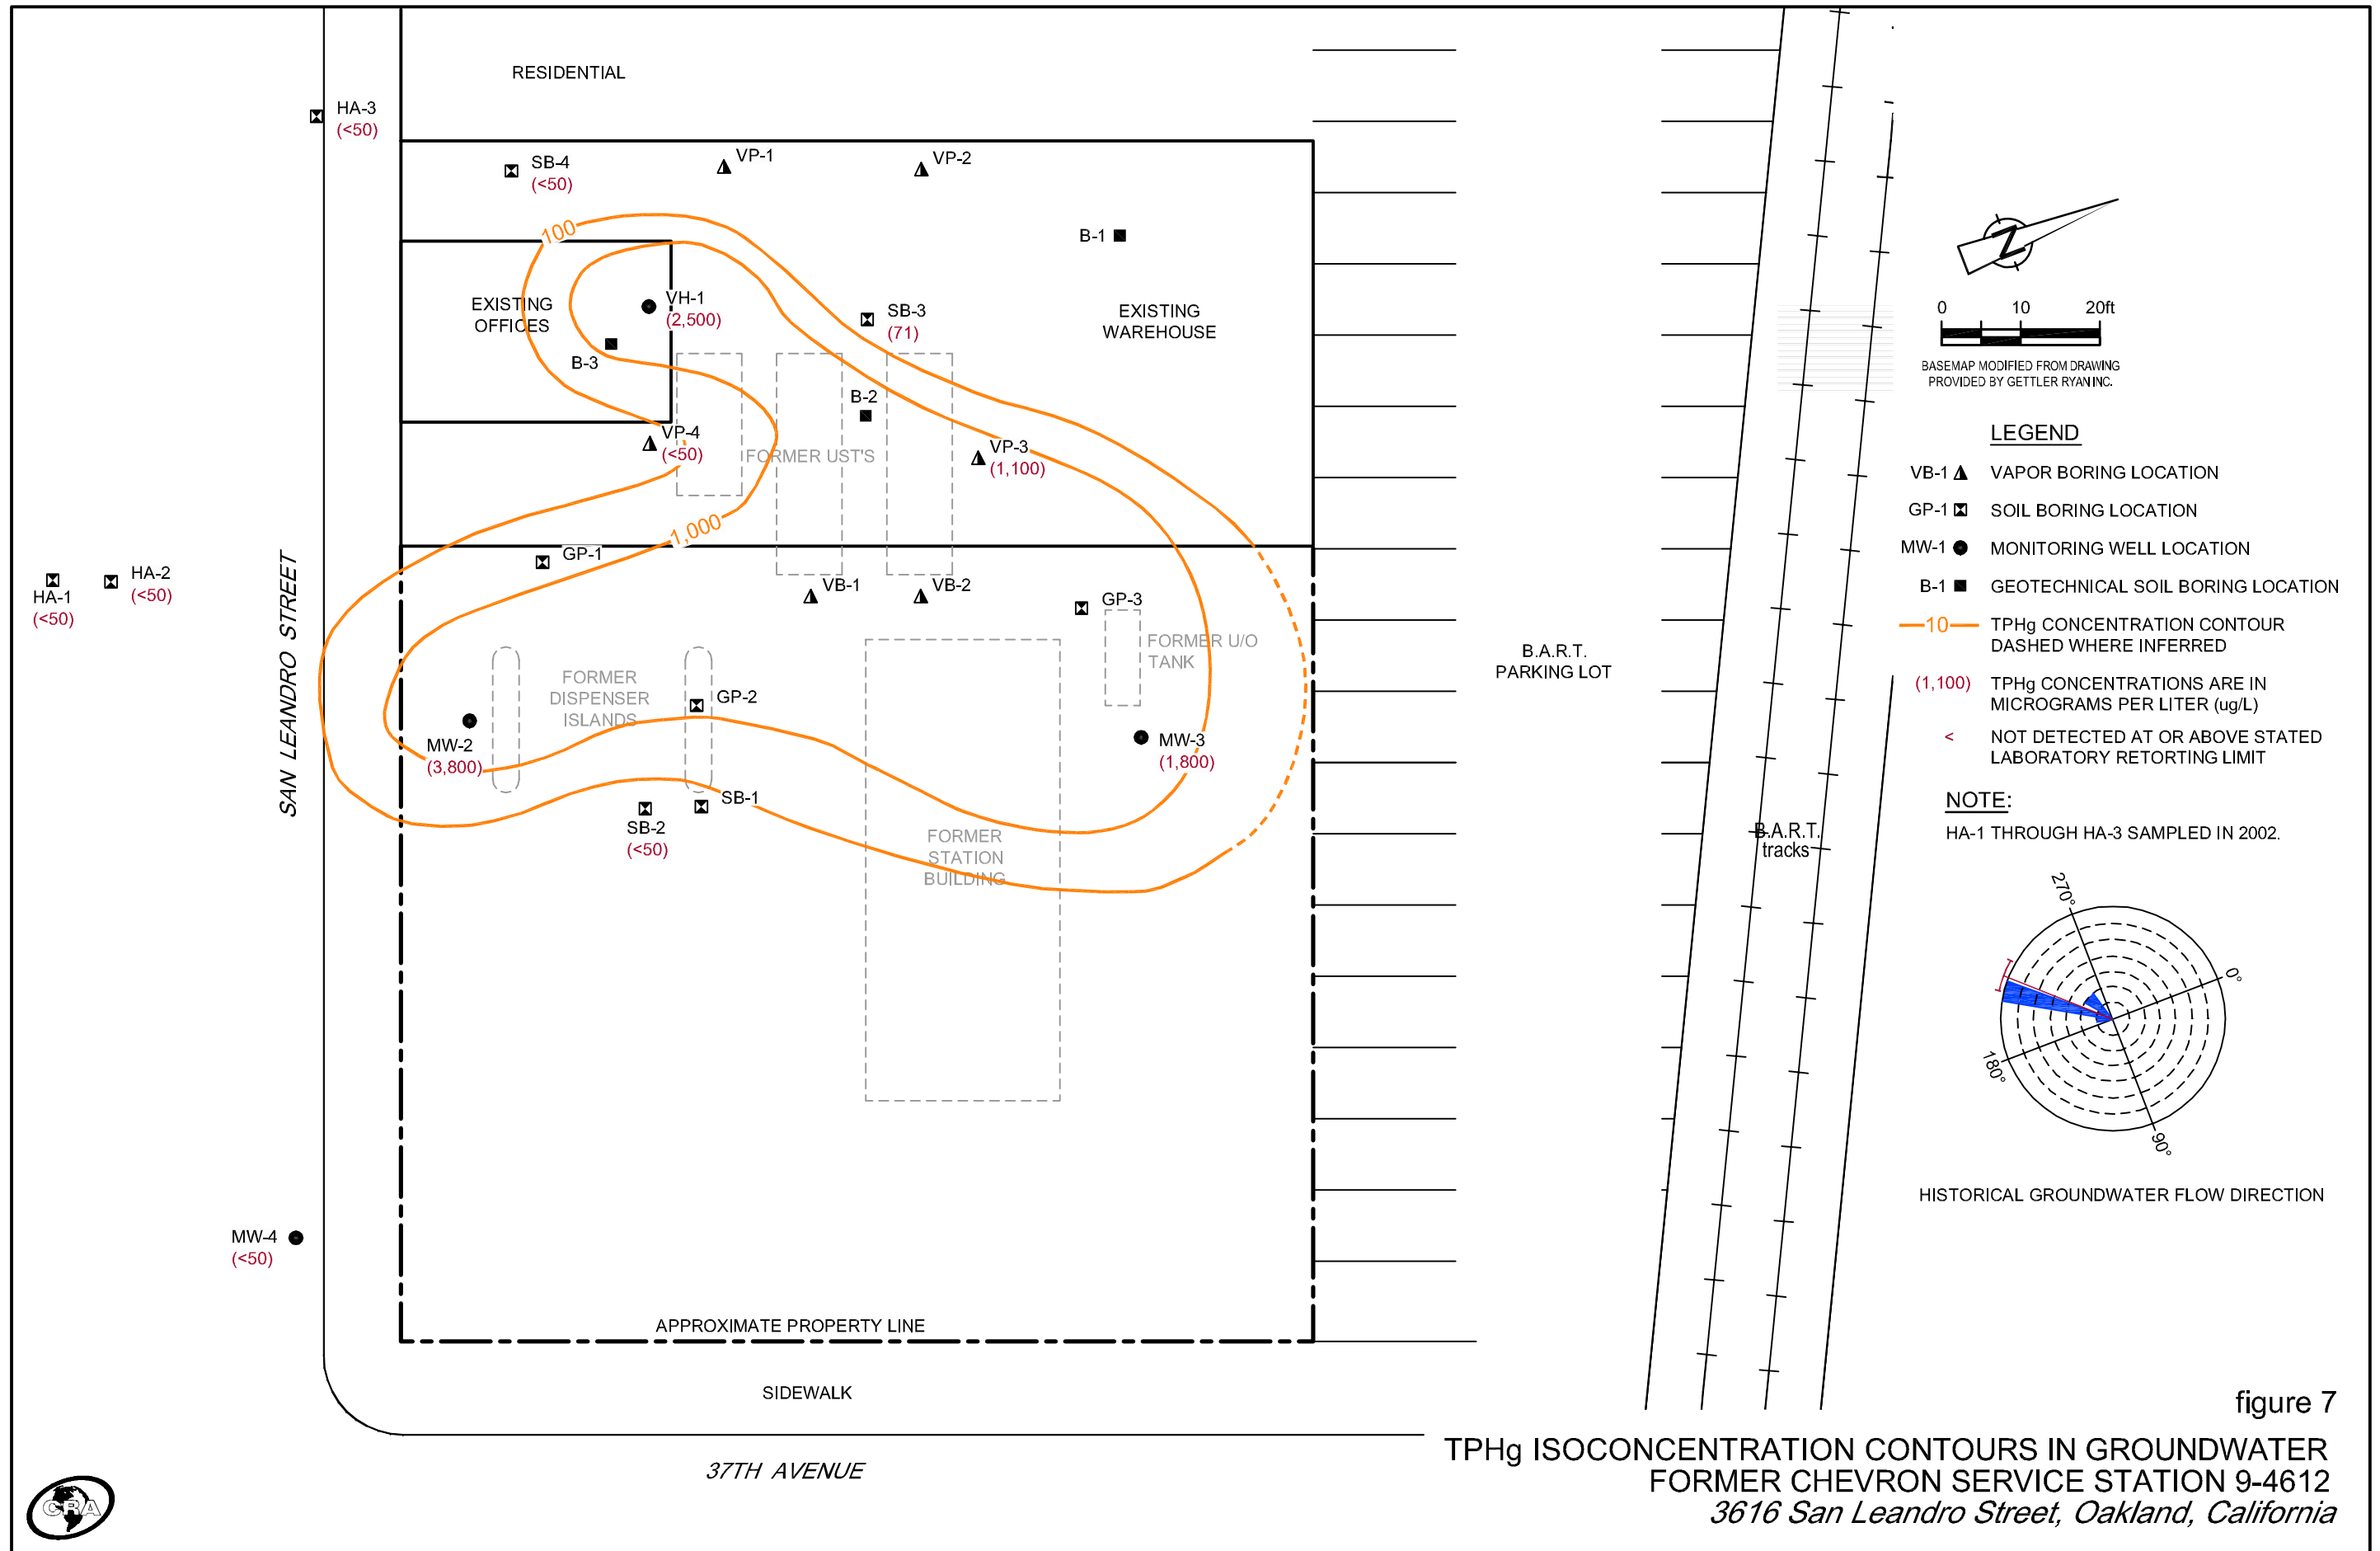 RESIDENTIAL
HA-3
(<50)
SB-4
(<50)
VP-1
VP-2
100
B-1
EXISTING
OFFICES
VH-1
(2,500)
B-3
SB-3
(71)
EXISTING
WAREHOUSE
B-2
VP-4
(<50)
FORMER UST'S
VP-3
(1,100)
1,000
GP-1
HA-1
(<50)
HA-2
(<50)
SAN LEANDRO STREET
VB-1
VB-2
GP-3
FORMER U/O
TANK
FORMER
DISPENSER
ISLANDS
GP-2
MW-2
(3,800)
MW-3
(1,800)
SB-2
(<50)
SB-1
FORMER
STATION
BUILDING
B.A.R.T.
PARKING LOT
B.A.R.T.
tracks
MW-4
(<50)
APPROXIMATE PROPERTY LINE
SIDEWALK
37TH AVENUE
CRA
Z
0 10 20ft
BASEMAP MODIFIED FROM DRAWING
PROVIDED BY GETTLER RYAN INC.
LEGEND
VB-1 VAPOR BORING LOCATION
GP-1 SOIL BORING LOCATION
MW-1 MONITORING WELL LOCATION
B-1 GEOTECHNICAL SOIL BORING LOCATION
10 TPHg CONCENTRATION CONTOUR
DASHED WHERE INFERRED
(1,100) TPHg CONCENTRATIONS ARE IN
MICROGRAMS PER LITER (ug/L)
< NOT DETECTED AT OR ABOVE STATED
LABORATORY RETORTING LIMIT
NOTE:
HA-1 THROUGH HA-3 SAMPLED IN 2002.
270°
0°
180°
90°
HISTORICAL GROUNDWATER FLOW DIRECTION
figure 7
TPHg ISOCONCENTRATION CONTOURS IN GROUNDWATER
FORMER CHEVRON SERVICE STATION 9-4612
3616 San Leandro Street, Oakland, California